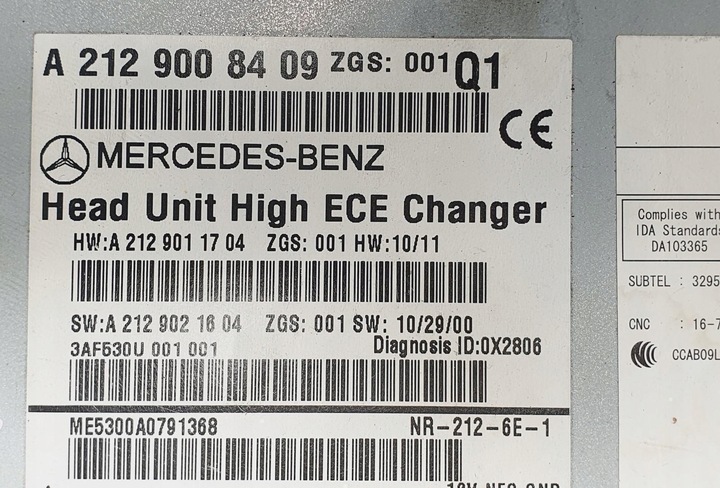 A 212 900 84 09 ZGS: 001 Q1
CE
MERCEDES-BENZ
Head Unit High ECE Changer
HW:A 212 901 17 04 ZGS: 001 HW:10/11
SW:A 212 902 16 04 ZGS: 001 SW: 10/29/00
3AF530U 001 001 Diagnosis ID:0X2806
ME5300A0791368 NR-212-6E-1
Complies with
IDA Standards
DA103365
SUBTEL : 3295
CNC : 16-7
CCAB09L